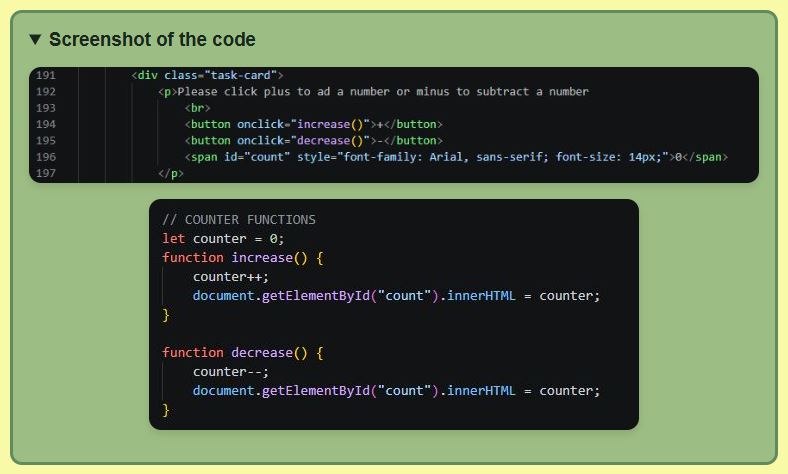 ▼ Screenshot of the code
191 <div class="task-card">
192 <p>Please click plus to ad a number or minus to subtract a number
193 <br>
194 <button onclick="increase()">+</button>
195 <button onclick="decrease()">-</button>
196 <span id="count" style="font-family: Arial, sans-serif; font-size: 14px;">0</span>
197 </p>
// COUNTER FUNCTIONS
let counter = 0;
function increase() {
counter++;
document.getElementById("count").innerHTML = counter;
}
function decrease() {
counter--;
document.getElementById("count").innerHTML = counter;
}